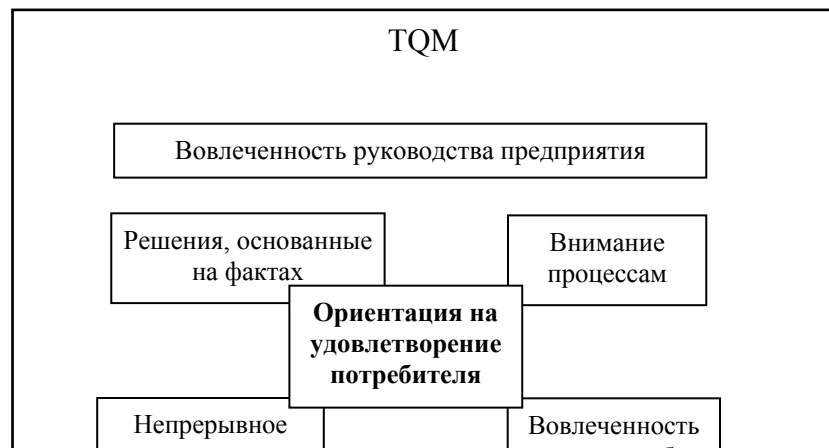 TQM
Вовлеченность руководства предприятия
Решения, основанные
на фактах
Внимание
процессам
Ориентация на
удовлетворение
потребителя
Непрерывное
Вовлеченность